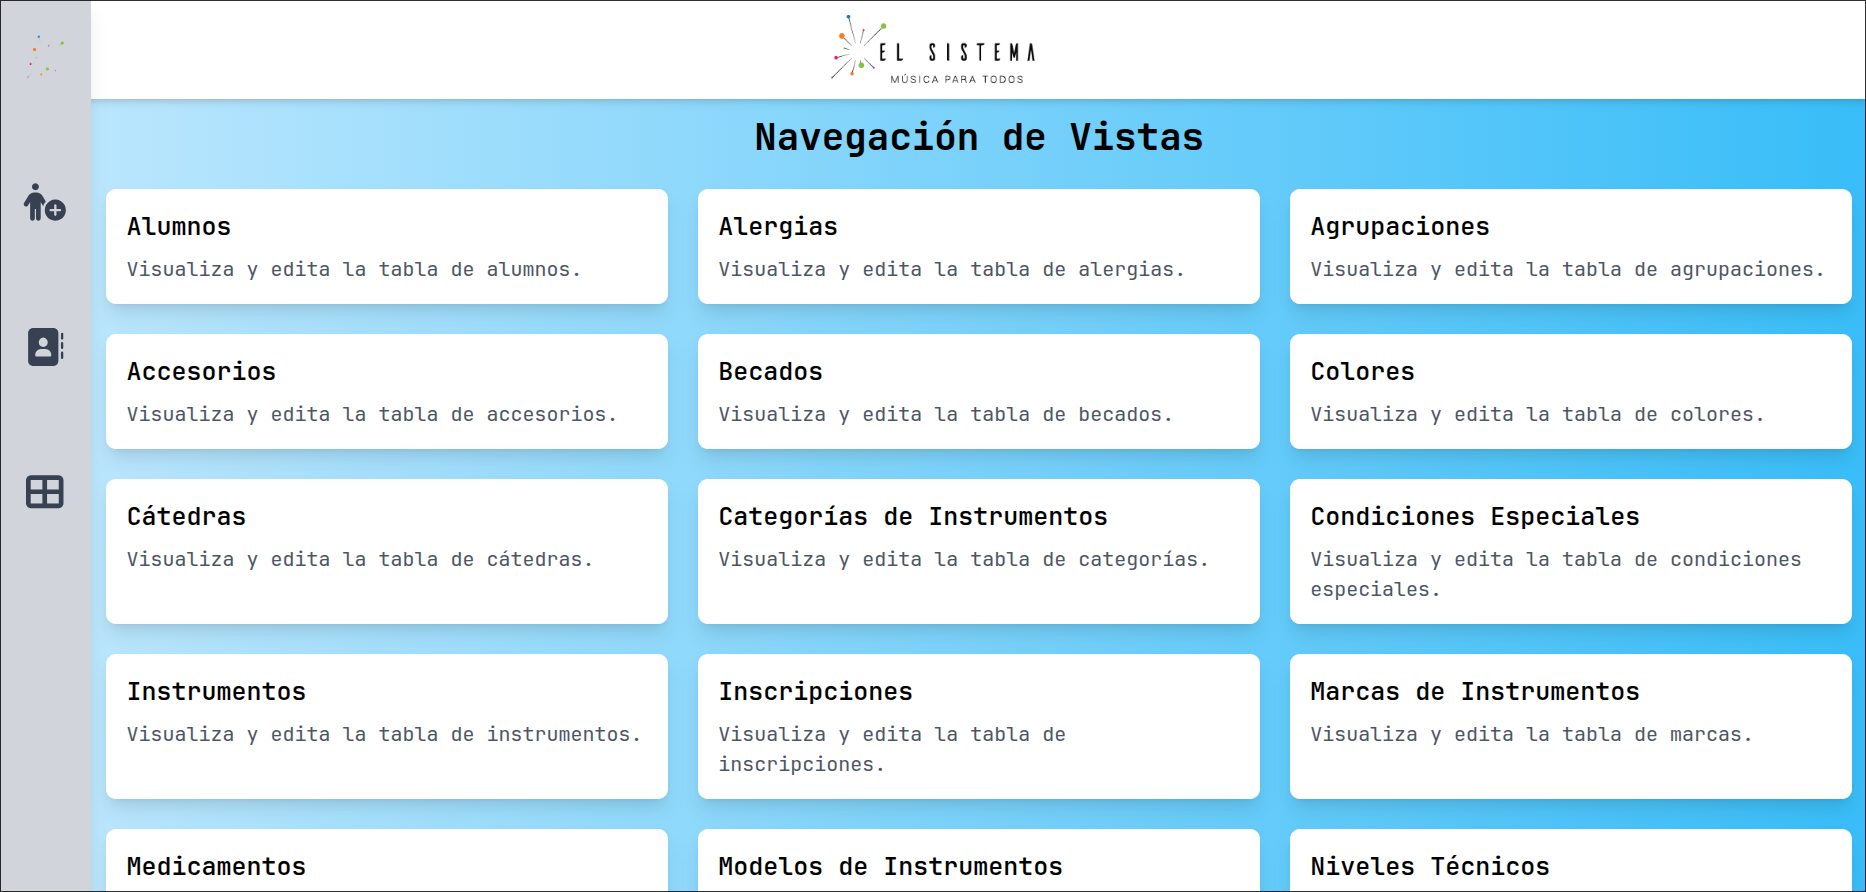 EL SISTEMA
MÚSICA PARA TODOS
Navegación de Vistas
Alumnos
Visualiza y edita la tabla de alumnos.
Alergias
Visualiza y edita la tabla de alergias.
Agrupaciones
Visualiza y edita la tabla de agrupaciones.
Accesorios
Visualiza y edita la tabla de accesorios.
Becados
Visualiza y edita la tabla de becados.
Colores
Visualiza y edita la tabla de colores.
Cátedras
Visualiza y edita la tabla de cátedras.
Categorías de Instrumentos
Visualiza y edita la tabla de categorías.
Condiciones Especiales
Visualiza y edita la tabla de condiciones
especiales.
Instrumentos
Visualiza y edita la tabla de instrumentos.
Inscripciones
Visualiza y edita la tabla de
inscripciones.
Marcas de Instrumentos
Visualiza y edita la tabla de marcas.
Medicamentos
Modelos de Instrumentos
Niveles Técnicos